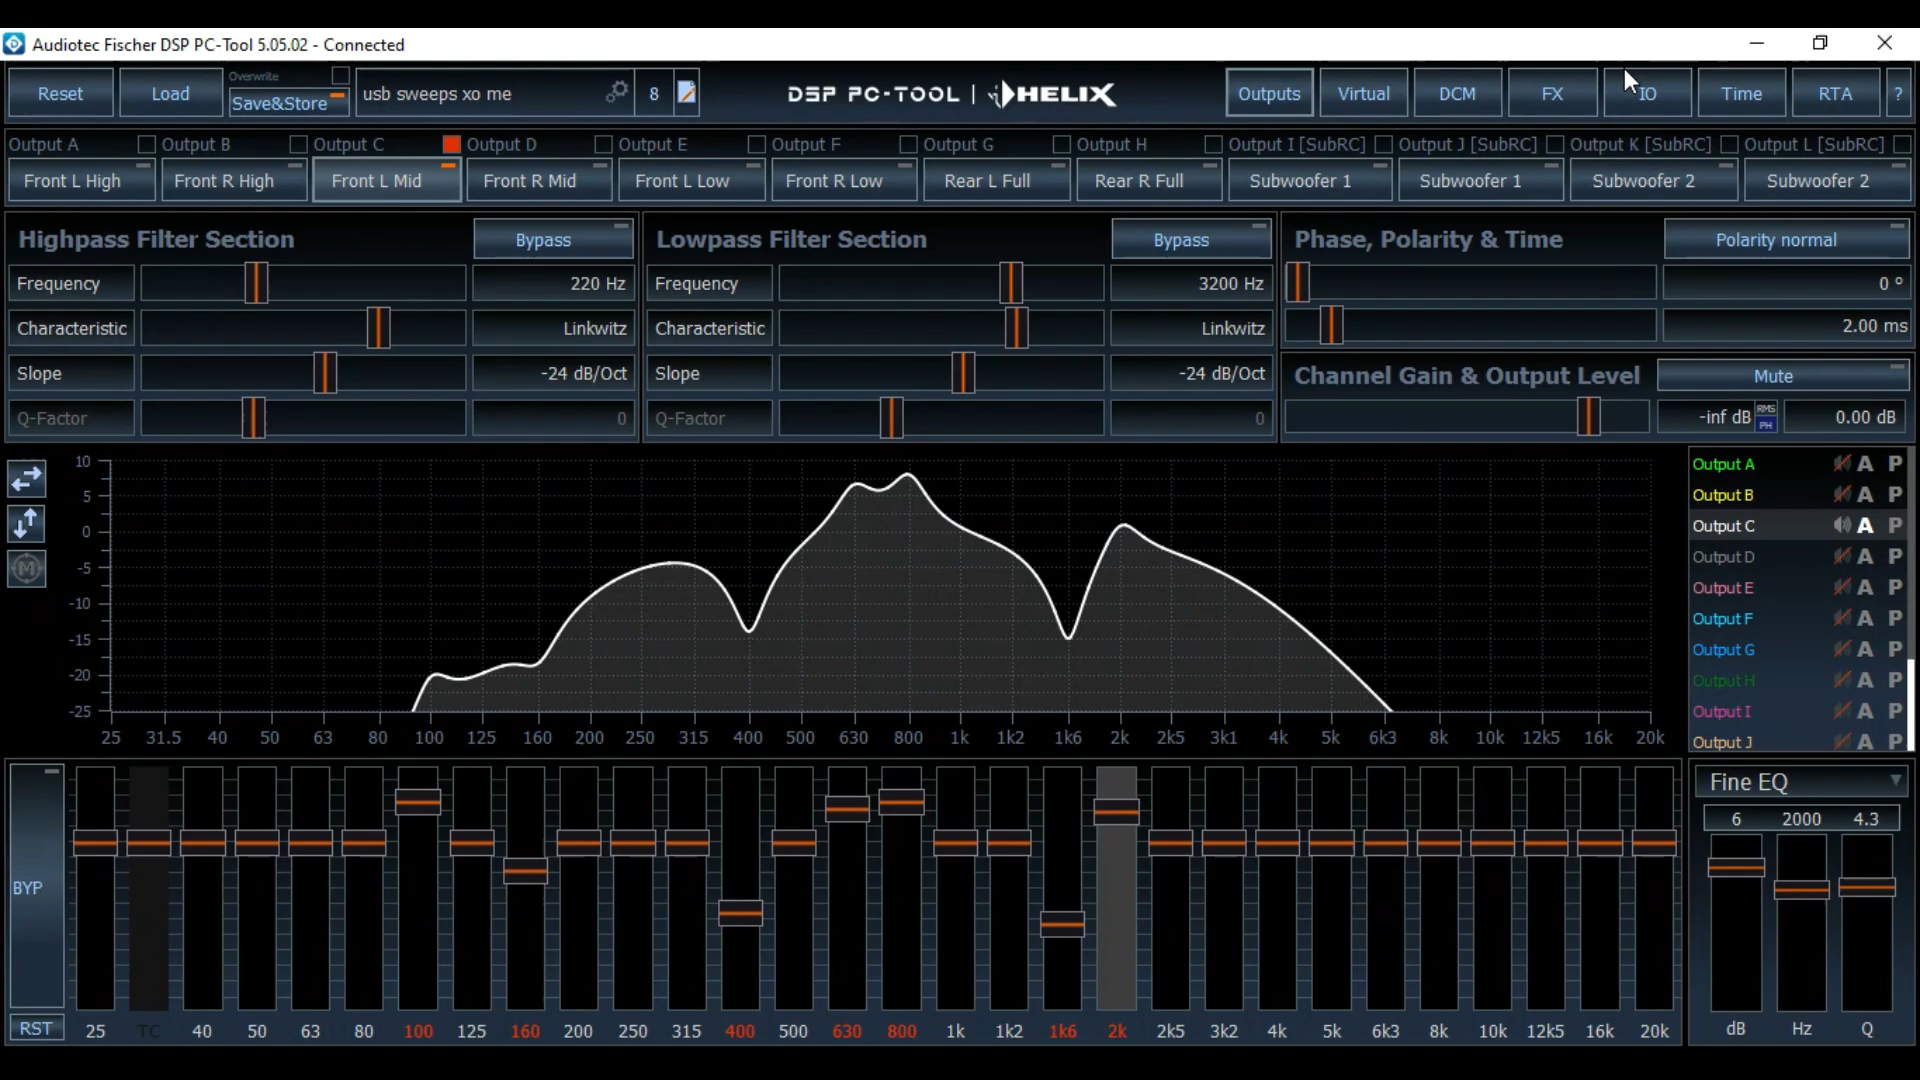 Audiotec Fischer DSP PC-Tool 5.05.02 - Connected
Reset Load Overwrite Save&Store usb sweeps xo me 8 DSP PC-TOOL | HELIX Outputs Virtual DCM FX IO Time RTA ?
Output A Output B Output C Output D Output E Output F Output G Output H Output I [SubRC] Output J [SubRC] Output K [SubRC] Output L [SubRC]
Front L High Front R High Front L Mid Front R Mid Front L Low Front R Low Rear L Full Rear R Full Subwoofer 1 Subwoofer 1 Subwoofer 2 Subwoofer 2
Highpass Filter Section Bypass Lowpass Filter Section Bypass Phase, Polarity & Time Polarity normal
Frequency 220 Hz Frequency 3200 Hz 0 °
Characteristic Linkwitz Characteristic Linkwitz 2.00 ms
Slope -24 dB/Oct Slope -24 dB/Oct Channel Gain & Output Level Mute
Q-Factor 0 Q-Factor 0 -inf dB RMS PH 0.00 dB
10
5
0
-5
-10
-15
-20
-25
M
25 31.5 40 50 63 80 100 125 160 200 250 315 400 500 630 800 1k 1k2 1k6 2k 2k5 3k1 4k 5k 6k3 8k 10k 12k5 16k 20k
Output A A P
Output B A P
Output C A P
Output D A P
Output E A P
Output F A P
Output G A P
Output H A P
Output I A P
Output J A P
BYP
RST 25 TC 40 50 63 80 100 125 160 200 250 315 400 500 630 800 1k 1k2 1k6 2k 2k5 3k2 4k 5k 6k3 8k 10k 12k5 16k 20k
Fine EQ
6 2000 4.3
dB Hz Q